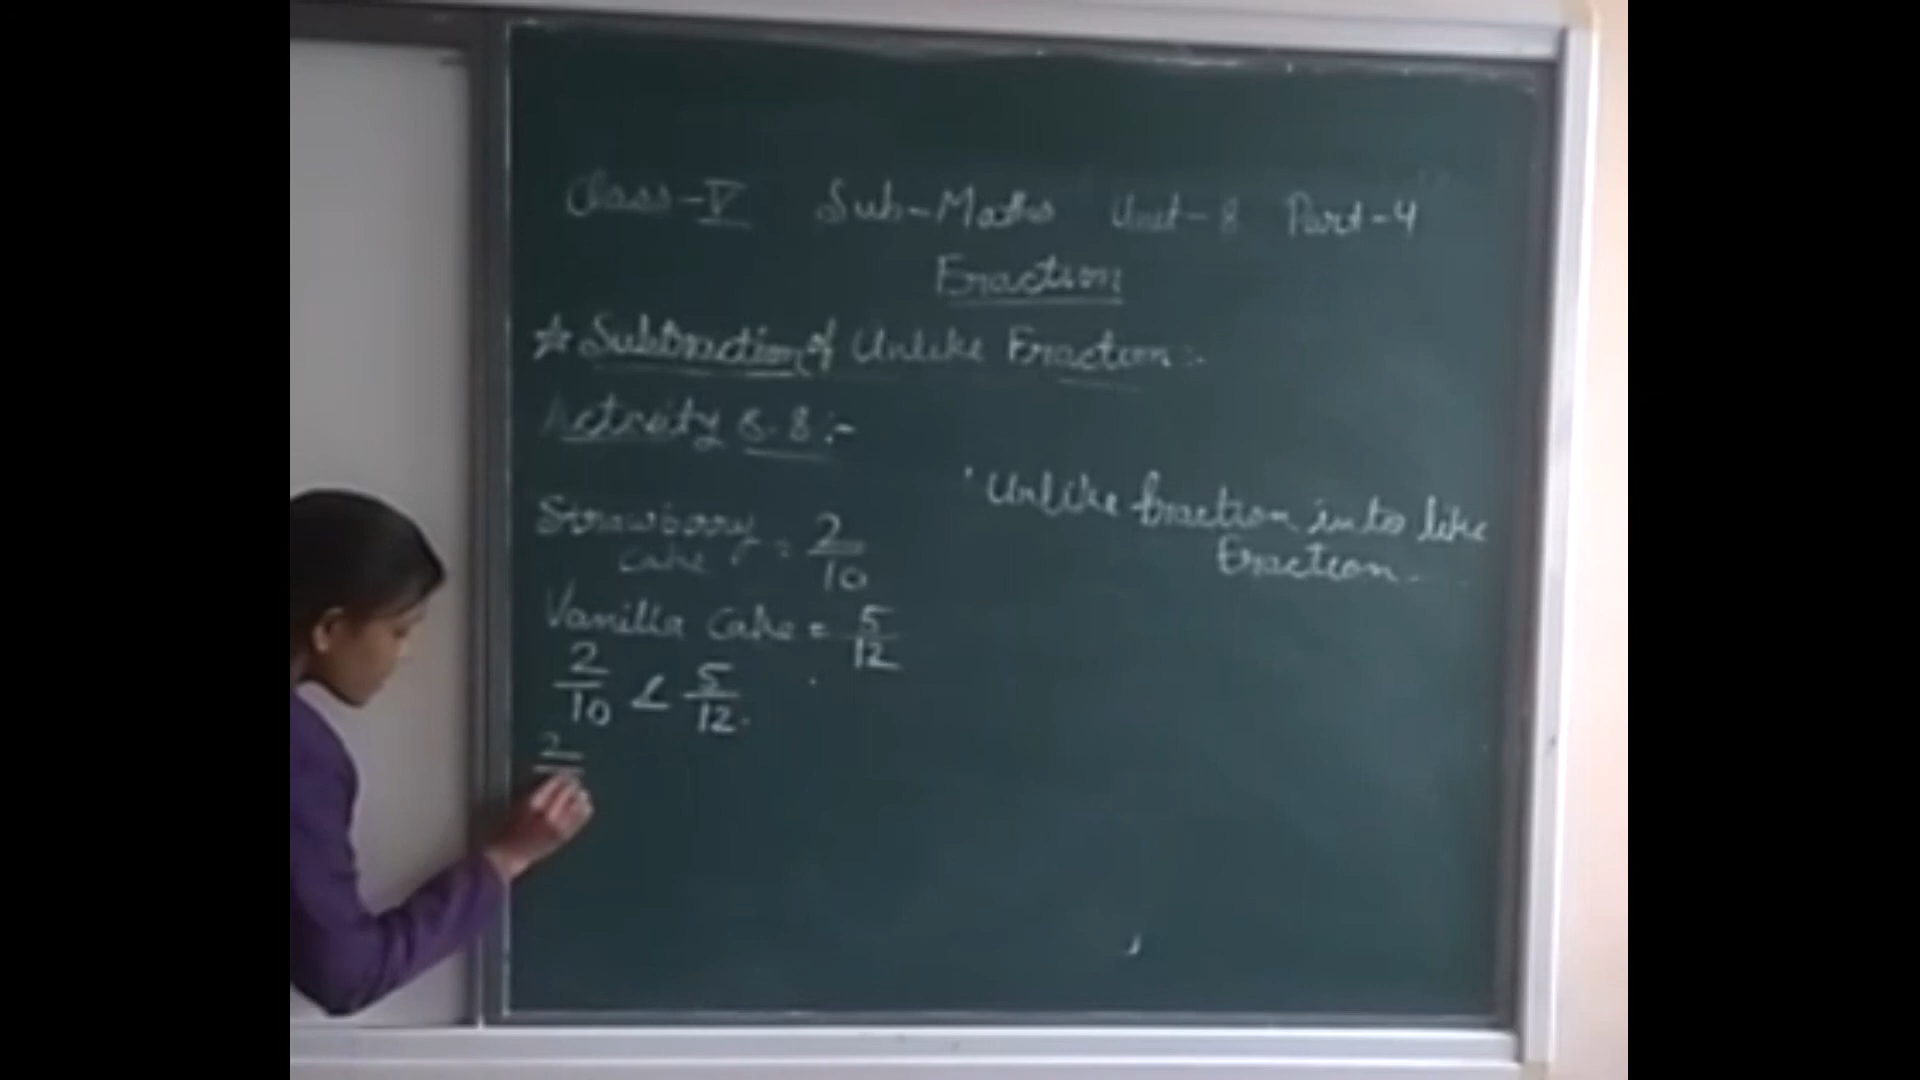 Class-V Sub-Maths Unit-8 Part-4
Fraction
☆ Subtraction of Unlike Fraction:-
Activity 8.8:-
Strawberry cake = 2/10
Unlike fraction into like fraction.
Vanilla cake = 5/12
2/10 < 5/12.
2